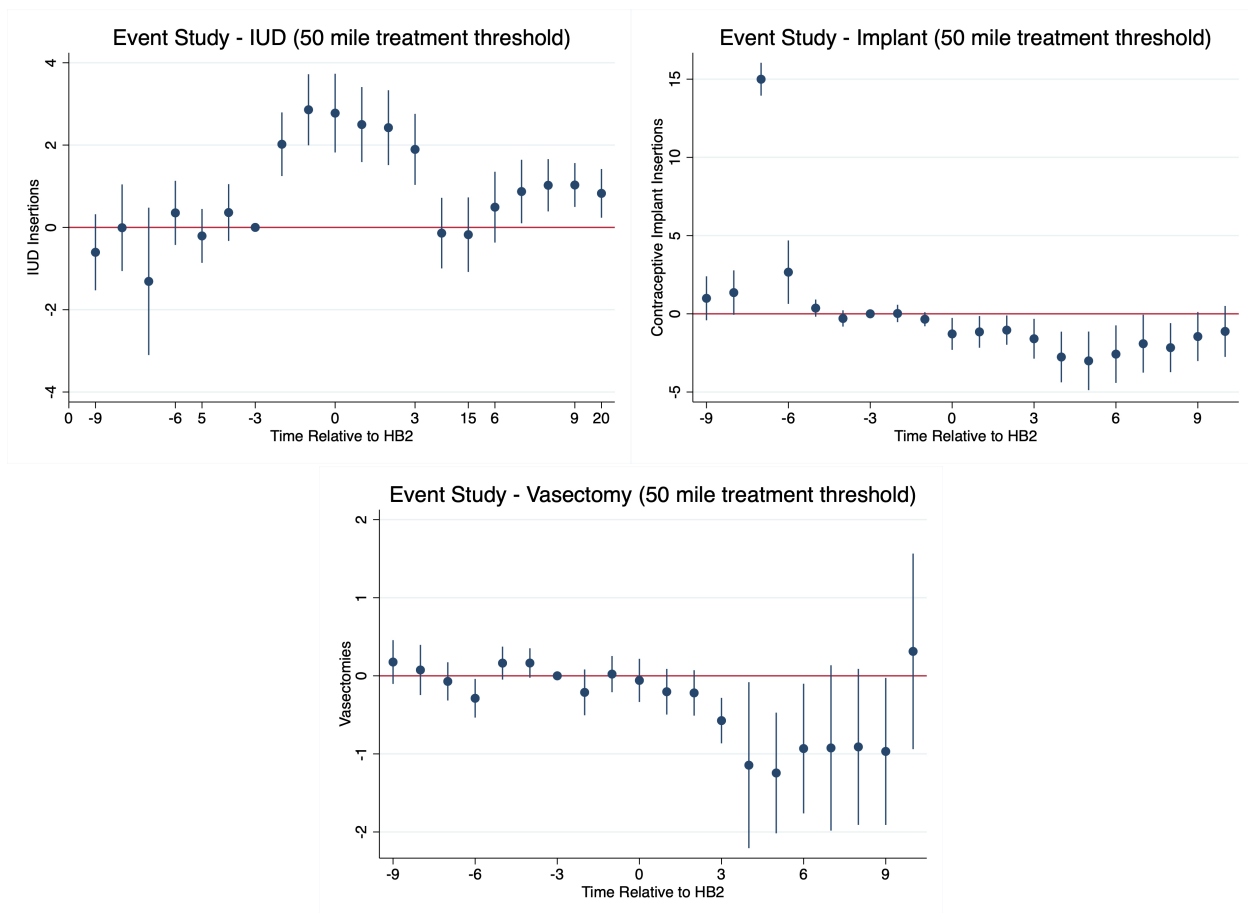 Event Study - IUD (50 mile treatment threshold)
4
2
0
-2
-4
IUD Insertions
0 -9 -6 5 -3 0 3 15 6 9 20
Time Relative to HB2
Event Study - Implant (50 mile treatment threshold)
15
10
5
0
-5
Contraceptive Implant Insertions
-9 -6 -3 0 3 6 9
Time Relative to HB2
Event Study - Vasectomy (50 mile treatment threshold)
2
1
0
-1
-2
Vasectomies
-9 -6 -3 0 3 6 9
Time Relative to HB2